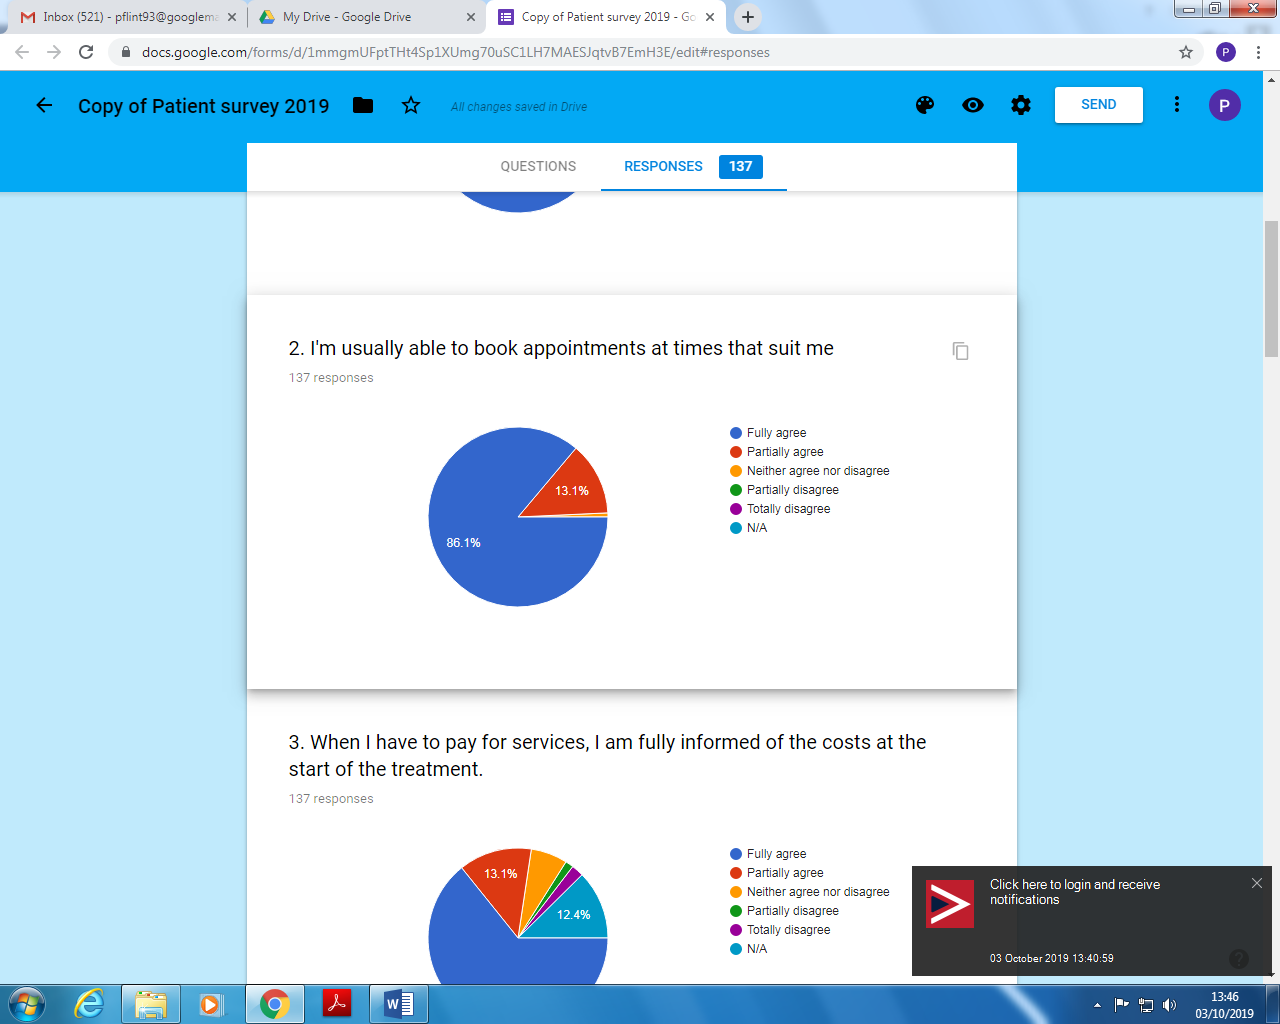 Inbox (521) - pflint93@googlema
My Drive - Google Drive
Copy of Patient survey 2019 - Go
docs.google.com/forms/d/1mmgmUFptTHt4Sp1XUmg70uSC1LH7MAESJqtvB7EmH3E/edit#responses
P
Copy of Patient survey 2019
All changes saved in Drive
SEND
P
QUESTIONS
RESPONSES
137
2. I'm usually able to book appointments at times that suit me
137 responses
Fully agree
Partially agree
Neither agree nor disagree
Partially disagree
Totally disagree
N/A
13.1%
86.1%
3. When I have to pay for services, I am fully informed of the costs at the
start of the treatment.
137 responses
Fully agree
Partially agree
Neither agree nor disagree
Partially disagree
Totally disagree
N/A
13.1%
12.4%
Click here to login and receive
notifications
03 October 2019 13:40:59
13:46
03/10/2019